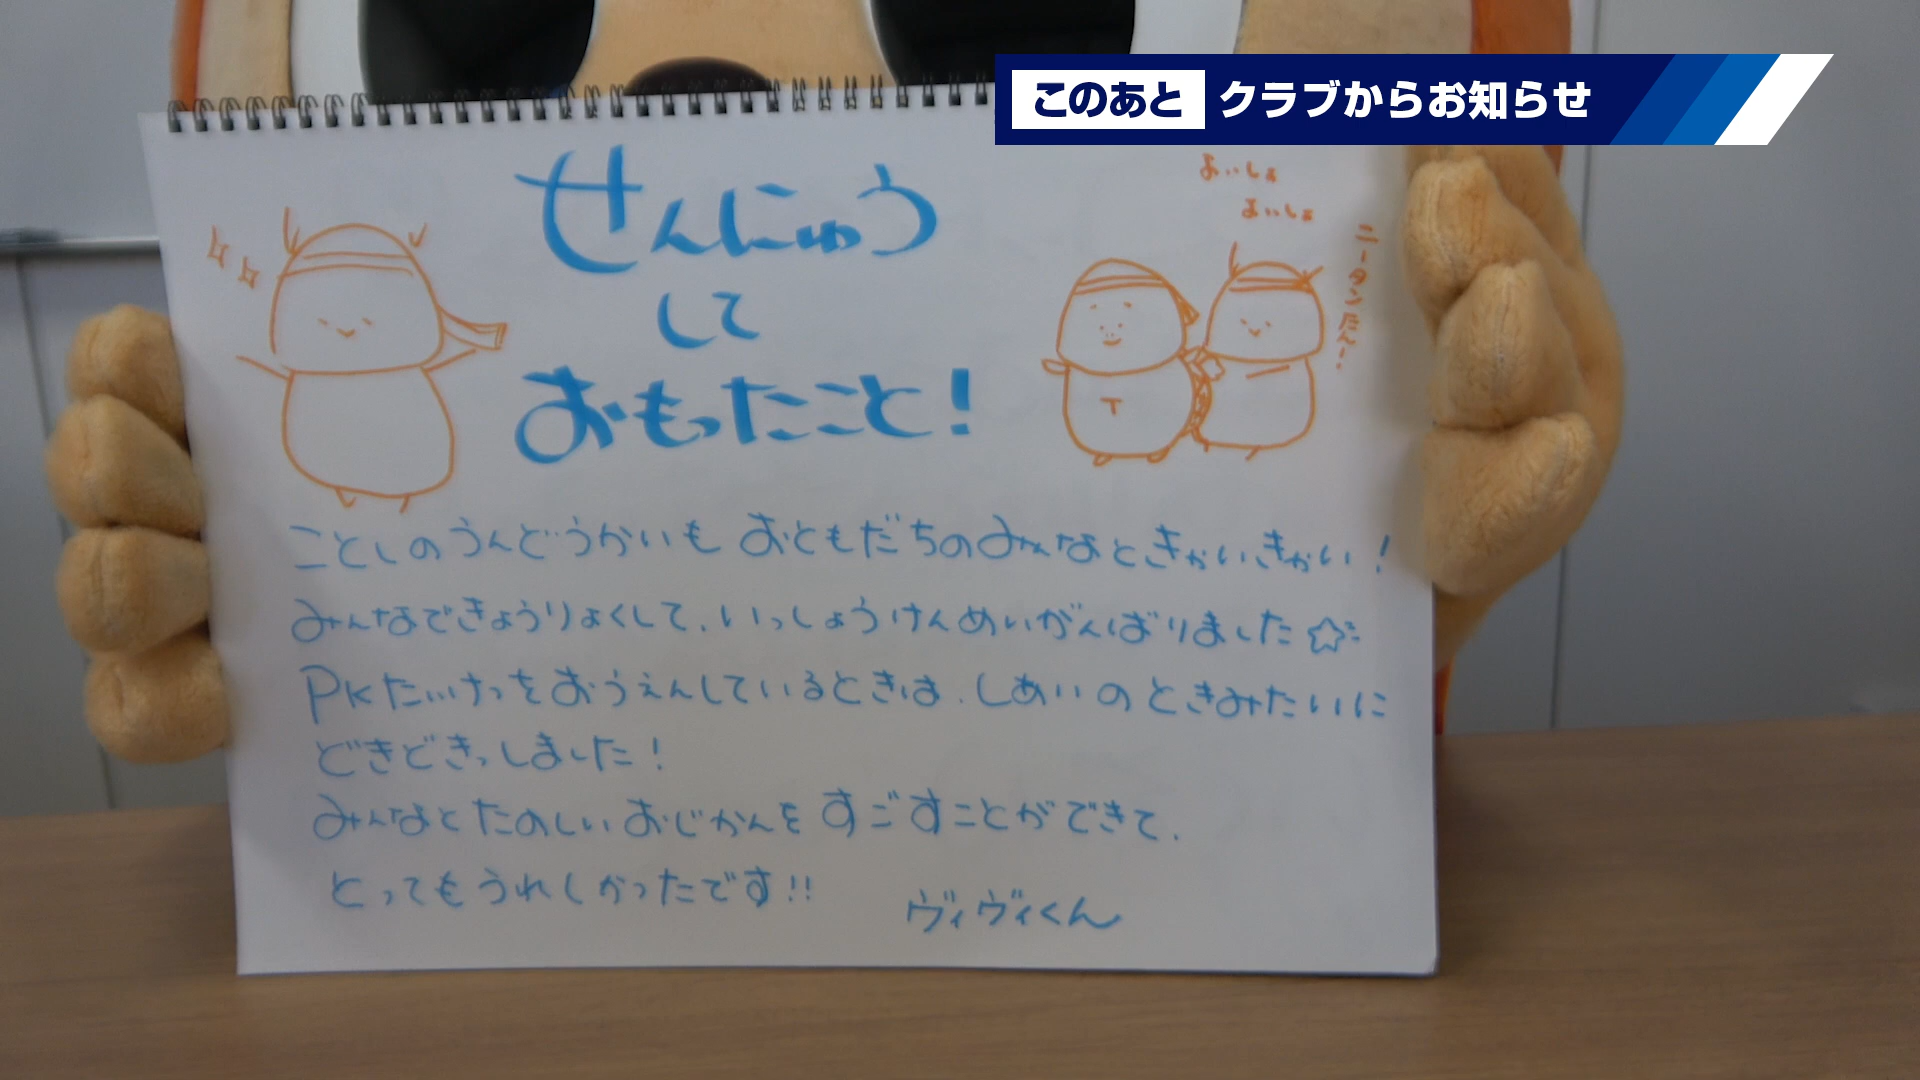 このあと クラブからお知らせ
せんにゅう
して
おもったこと!
よいしょ
よいしょ
ニータンだん!
T
ことしのうんどうかいも おともだちのみんなときゃいきゃい!
みんなできょうりょくして、いっしょうけんめいがんばりました☆
PKたいけつをおうえんしているときは、しあいのときみたいに
どきどきっしました!
みんなとたのしいおじかんをすごすことができて、
とってもうれしかったです!!
ヴィヴィくん